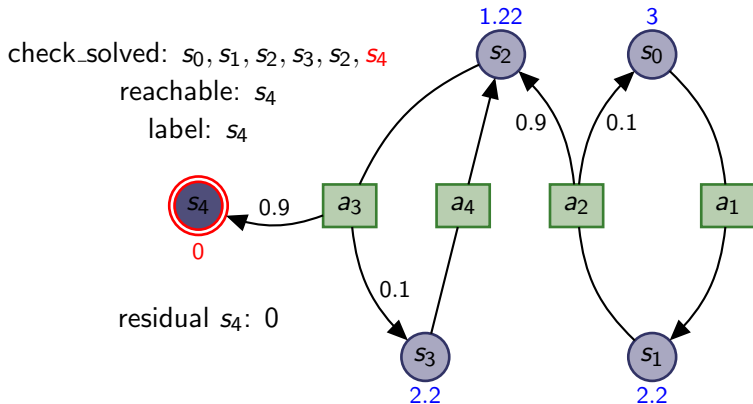 check_solved: s₀, s₁, s₂, s₃, s₂, s₄
reachable: s₄
label: s₄
1.22
s₂
3
s₀
0.9
0.1
s₄
0
0.9
a₃
a₄
a₂
a₁
0.1
residual s₄: 0
s₃
2.2
s₁
2.2